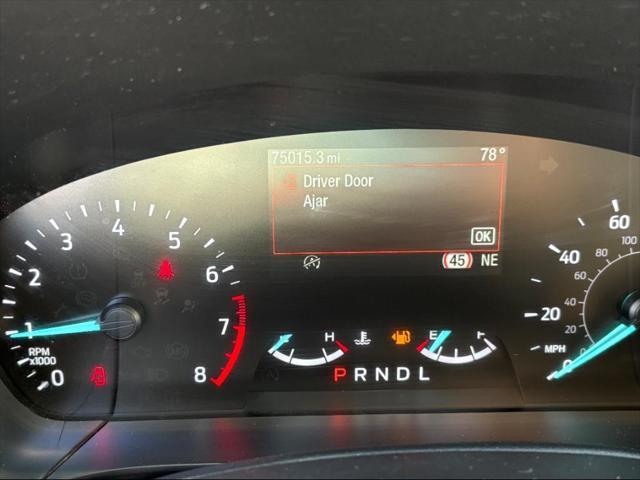 75015.3 mi 78°
Driver Door
Ajar
OK
(45) NE
0 1 2 3 4 5 6 7 8
RPM
x1000
H
E
P R N D L
0 20 40 60
0 20 40 60 80 100
MPH